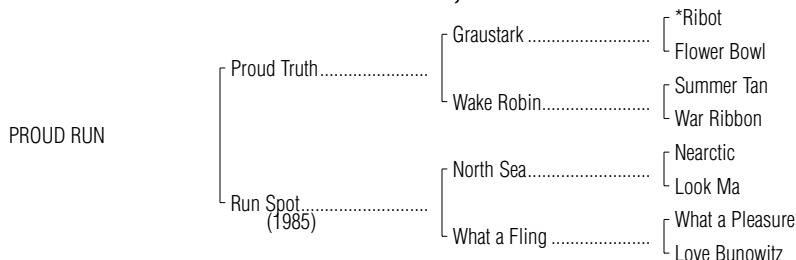 *Ribot
Graustark ..........................
Flower Bowl
Proud Truth.......................
Summer Tan
Wake Robin.......................
War Ribbon
PROUD RUN
Nearctic
North Sea..........................
Look Ma
Run Spot...........................
(1985)
What a Pleasure
What a Fling .....................
Love Bunowitz